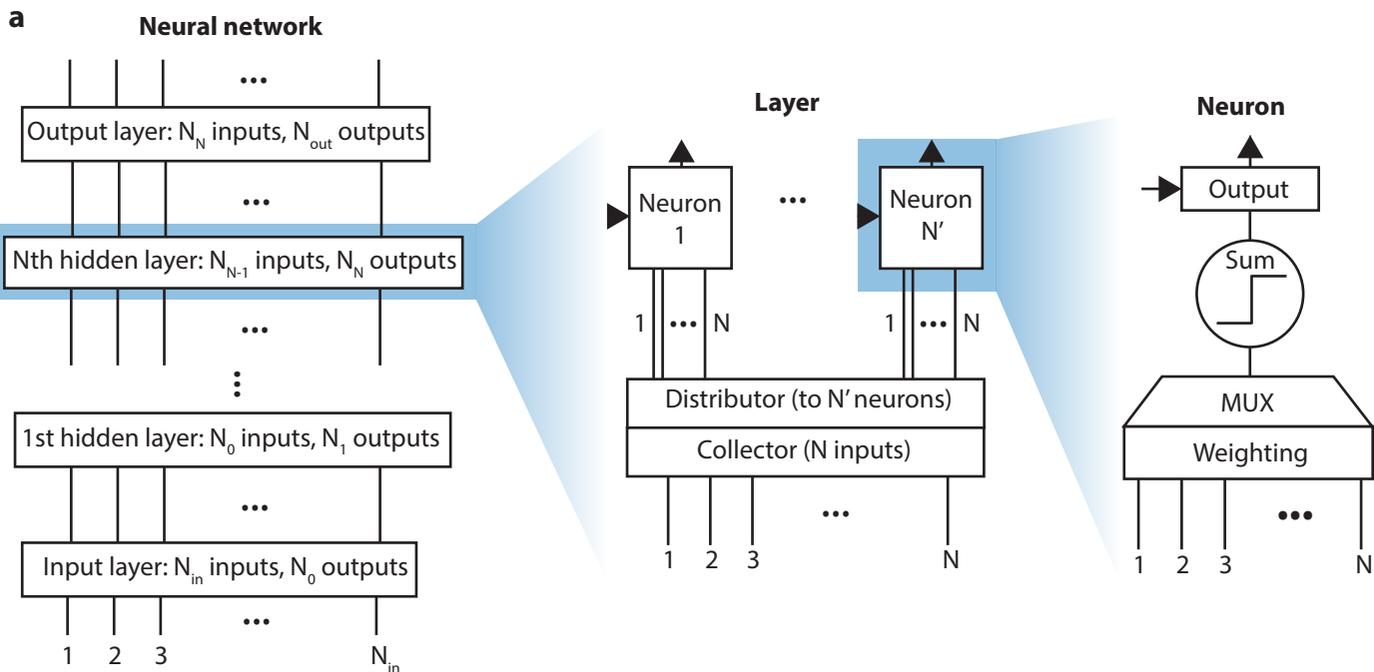 a
Neural network
...
Output layer: N_N inputs, N_out outputs
...
Nth hidden layer: N_N-1 inputs, N_N outputs
...
...
1st hidden layer: N_0 inputs, N_1 outputs
...
Input layer: N_in inputs, N_0 outputs
...
1 2 3 N_in
Layer
Neuron
1
...
Neuron
N'
1 ... N
1 ... N
Distributor (to N' neurons)
Collector (N inputs)
...
1 2 3 N
Neuron
Output
Sum
MUX
Weighting
...
1 2 3 N